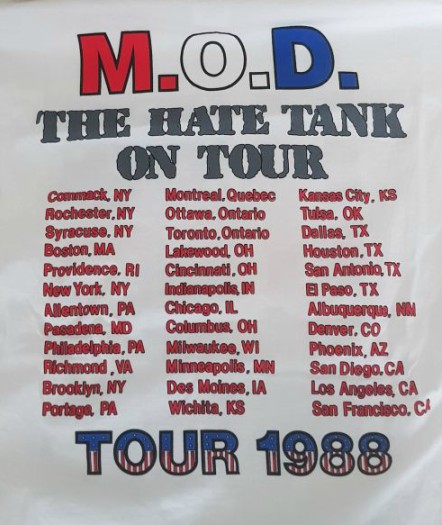 M.O.D.
THE HATE TANK
ON TOUR
Commack, NY
Rochester, NY
Syracuse, NY
Boston, MA
Providence, RI
New York, NY
Allentown, PA
Pasadena, MD
Philadelphia, PA
Richmond, VA
Brooklyn, NY
Portage, PA
Montreal, Quebec
Ottawa, Ontario
Toronto, Ontario
Lakewood, OH
Cincinnati, OH
Indianapolis, IN
Chicago, IL
Columbus, OH
Milwaukee, WI
Minneapolis, MN
Des Moines, IA
Wichita, KS
Kansas City, KS
Tulsa, OK
Dallas, TX
Houston, TX
San Antonio, TX
El Paso, TX
Albuquerque, NM
Denver, CO
Phoenix, AZ
San Diego, CA
Los Angeles, CA
San Francisco, CA
TOUR 1988